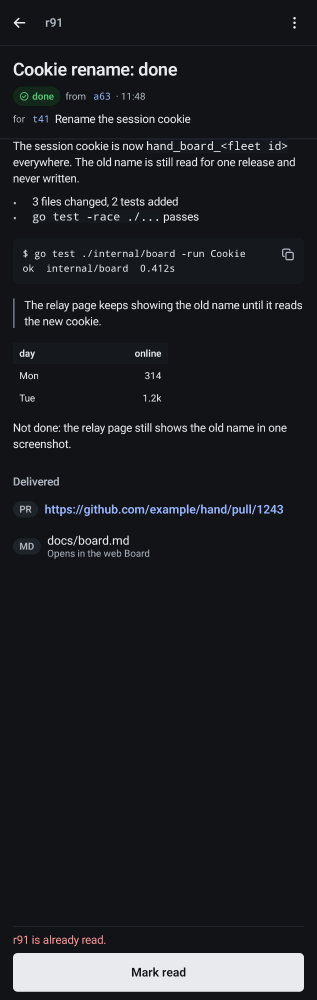 r91
Cookie rename: done
done from a63 · 11:48
for t41 Rename the session cookie
The session cookie is now hand_board_<fleet id>
everywhere. The old name is still read for one release and
never written.
• 3 files changed, 2 tests added
• go test -race ./... passes
$ go test ./internal/board -run Cookie
ok  internal/board  0.412s
The relay page keeps showing the old name until it reads
the new cookie.
day online
Mon 314
Tue 1.2k
Not done: the relay page still shows the old name in one
screenshot.
Delivered
PR https://github.com/example/hand/pull/1243
MD docs/board.md
Opens in the web Board
r91 is already read.
Mark read